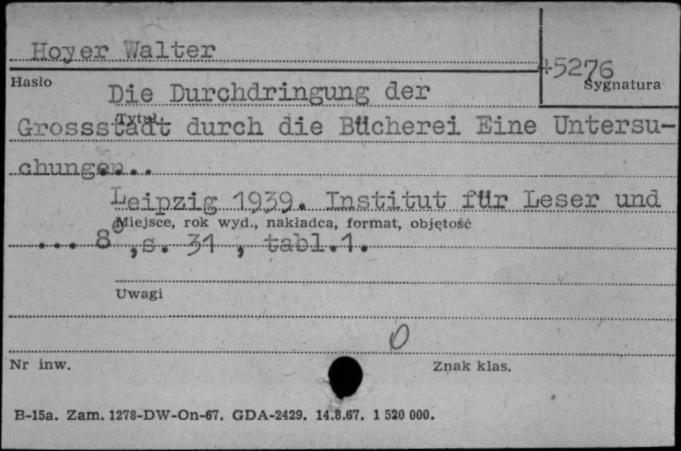 Hoyer Walter
45276
Hasło
Sygnatura
Die Durchdringung der
Tytuł
Grossstadt durch die Bücherei Eine Untersu-
chungen...
Leipzig 1939. Institut für Leser und
Miejsce, rok wyd., nakładca, format, objętość
... 8°,s. 31 , tabl.1.
Uwagi
0
Nr inw.
Znak klas.
B-15a. Zam. 1278-DW-On-67. GDA-2429. 14.8.67. 1 520 000.